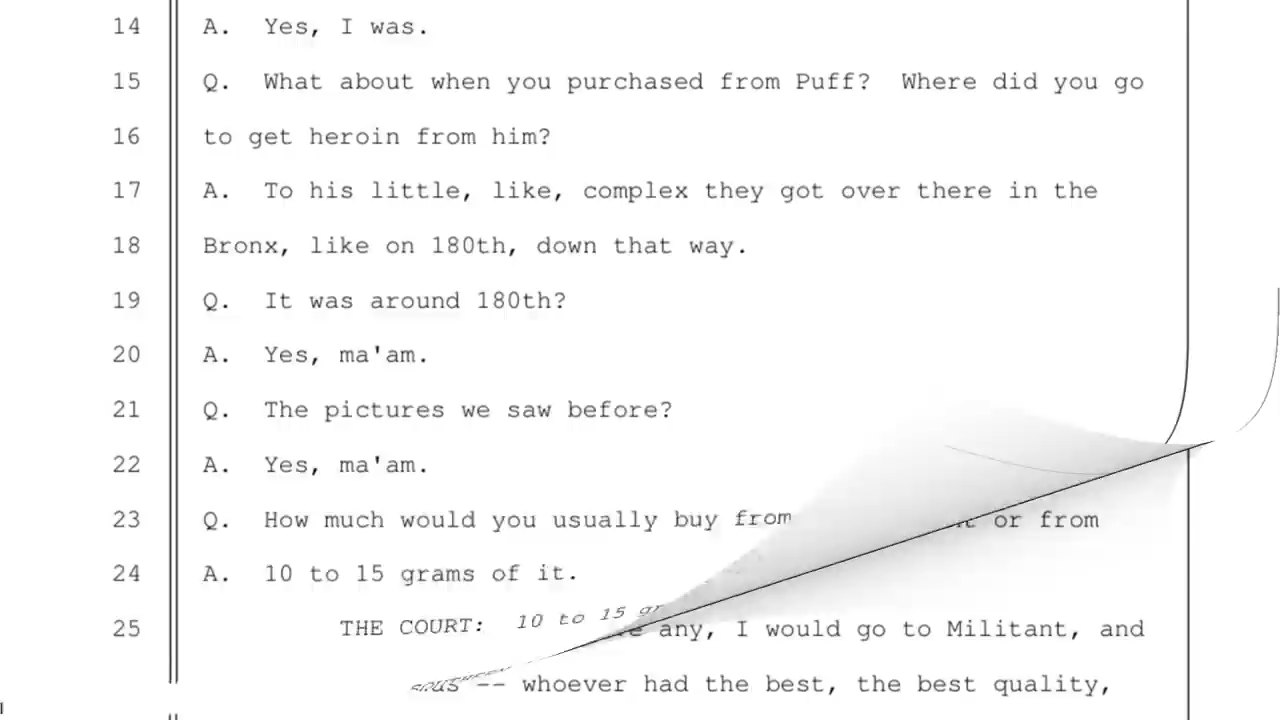 14 A. Yes, I was.
15 Q. What about when you purchased from Puff? Where did you go
16 to get heroin from him?
17 A. To his little, like, complex they got over there in the
18 Bronx, like on 180th, down that way.
19 Q. It was around 180th?
20 A. Yes, ma'am.
21 Q. The pictures we saw before?
22 A. Yes, ma'am.
23 Q. How much would you usually buy from or from
24 A. 10 to 15 grams of it.
25 THE COURT: 10 to 15 any, I would go to Militant, and
-- whoever had the best, the best quality,